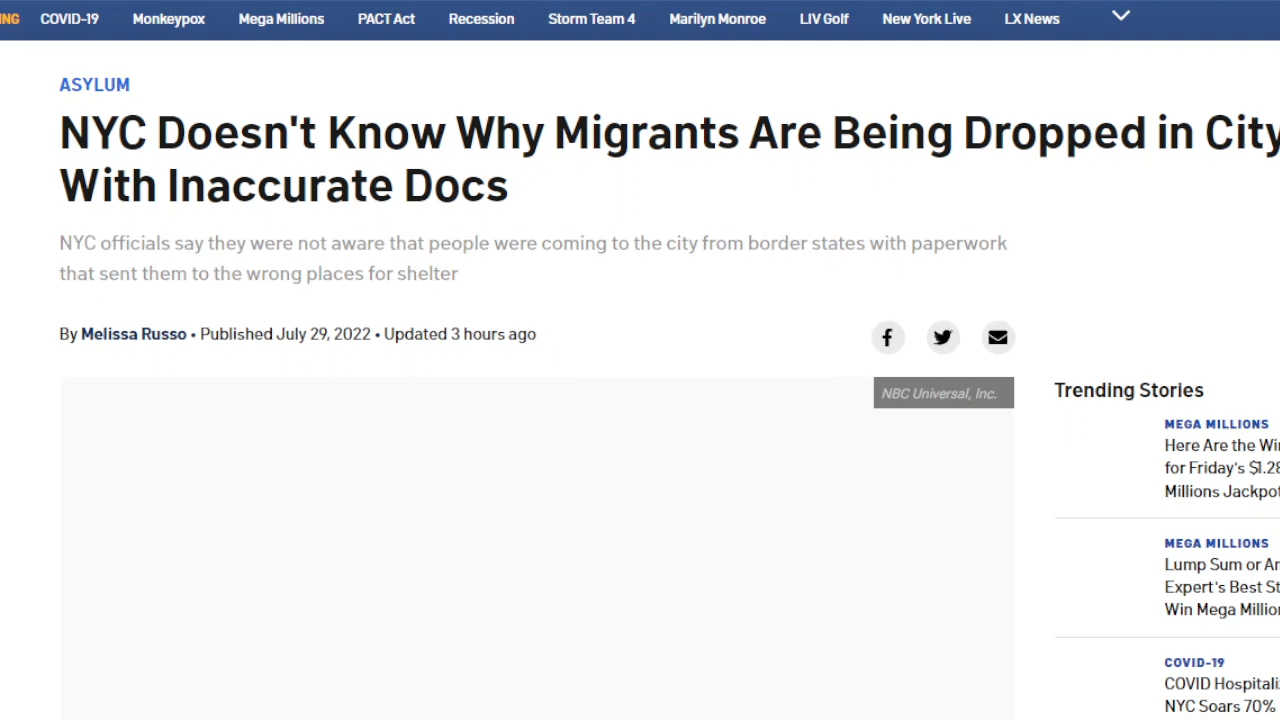 NG COVID-19 Monkeypox Mega Millions PACT Act Recession Storm Team 4 Marilyn Monroe LIV Golf New York Live LX News
ASYLUM
NYC Doesn't Know Why Migrants Are Being Dropped in City
With Inaccurate Docs
NYC officials say they were not aware that people were coming to the city from border states with paperwork
that sent them to the wrong places for shelter
By Melissa Russo • Published July 29, 2022 • Updated 3 hours ago
NBC Universal, Inc.
Trending Stories
MEGA MILLIONS
Here Are the Wi
for Friday's $1.28
Millions Jackpot
MEGA MILLIONS
Lump Sum or A
Expert's Best St
Win Mega Millio
COVID-19
COVID Hospitali
NYC Soars 70%